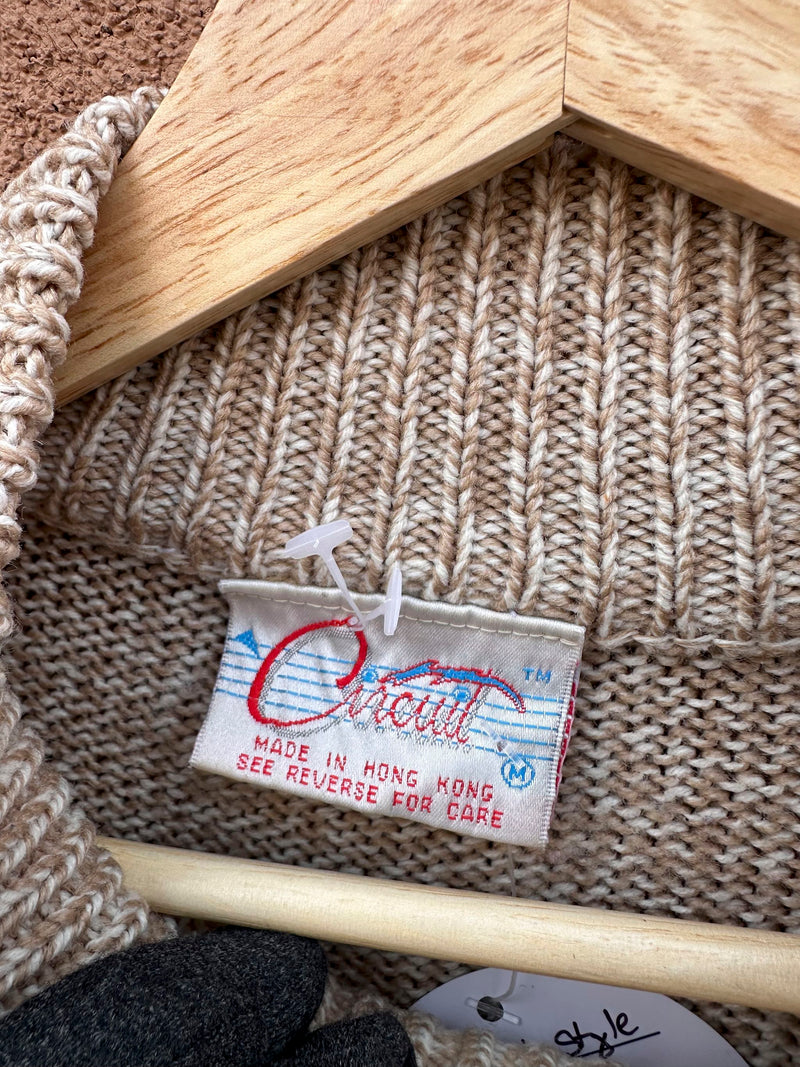 Circuit TM
MADE IN HONG KONG
M
SEE REVERSE FOR CARE
style